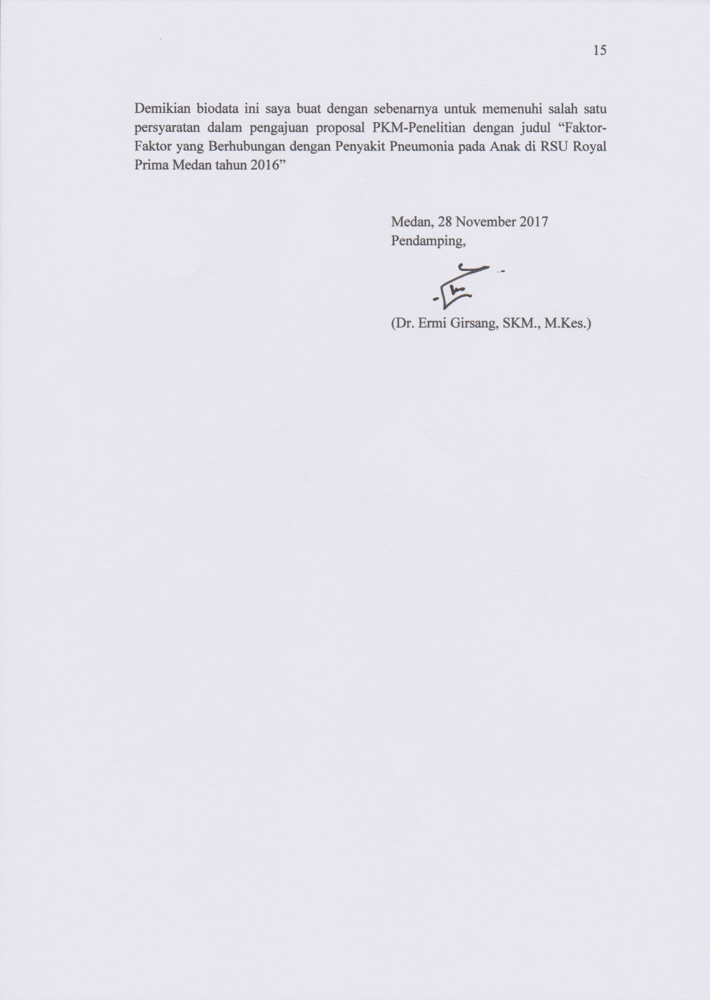 15
Demikian biodata ini saya buat dengan sebenarnya untuk memenuhi salah satu
persyaratan dalam pengajuan proposal PKM-Penelitian dengan judul “Faktor-
Faktor yang Berhubungan dengan Penyakit Pneumonia pada Anak di RSU Royal
Prima Medan tahun 2016”
Medan, 28 November 2017
Pendamping,
(Dr. Ermi Girsang, SKM., M.Kes.)